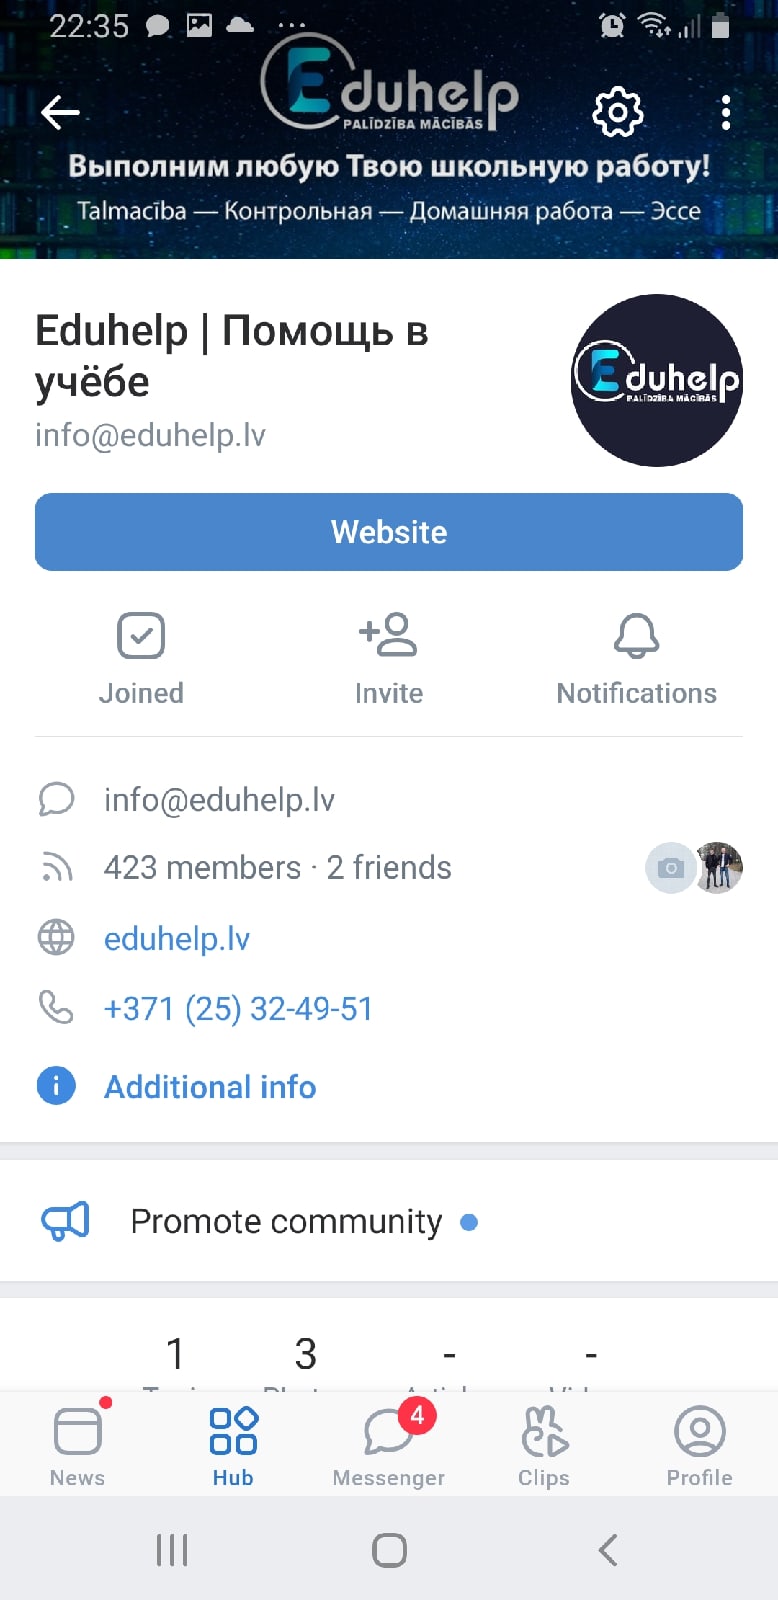 22:35
Eduhelp
PALĪDZĪBA MĀCĪBĀS
Выполним любую Твою школьную работу!
Talmacība — Контрольная — Домашняя работа — Эссе
Eduhelp | Помощь в
учёбе
info@eduhelp.lv
Eduhelp
PALĪDZĪBA MĀCĪBĀS
Website
Joined Invite Notifications
info@eduhelp.lv
423 members · 2 friends
eduhelp.lv
+371 (25) 32-49-51
Additional info
Promote community
1 3 - -
4
News Hub Messenger Clips Profile